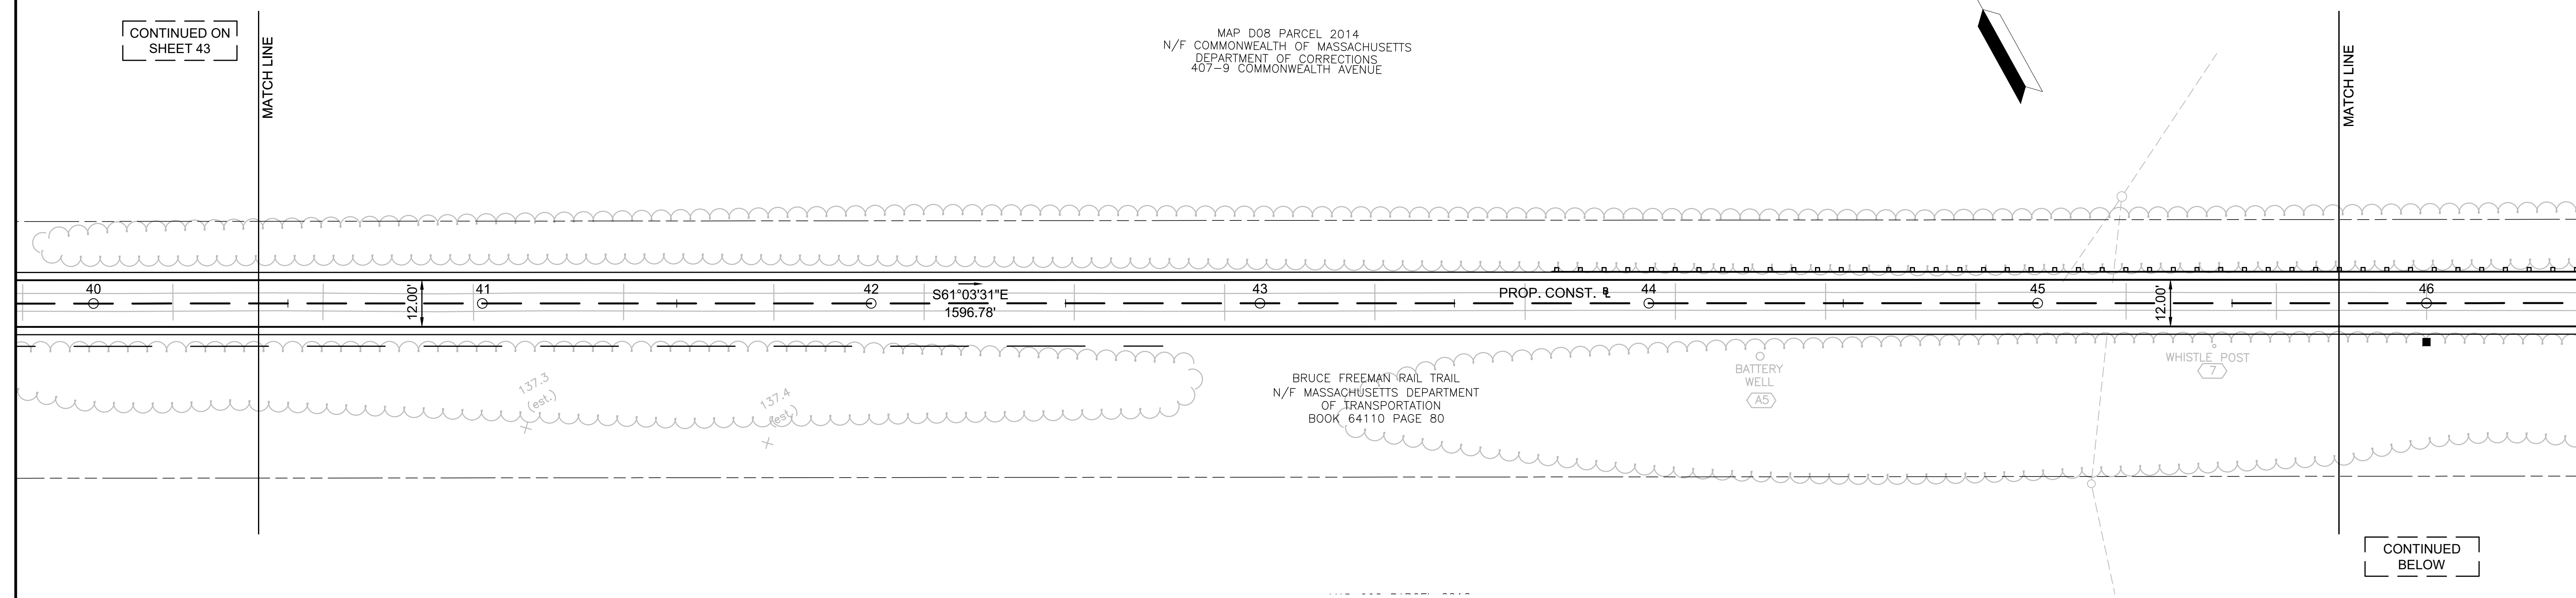 CONTINUED ON
SHEET 43
MATCH LINE
MAP D08 PARCEL 2014
N/F COMMONWEALTH OF MASSACHUSETTS
DEPARTMENT OF CORRECTIONS
407-9 COMMONWEALTH AVENUE
MATCH LINE
40
41
42
43
44
45
46
12.00'
S61°03'31"E
1596.78'
PROP. CONST. BL
12.00'
137.3
(est.)
137.4
(est.)
BRUCE FREEMAN RAIL TRAIL
N/F MASSACHUSETTS DEPARTMENT
OF TRANSPORTATION
BOOK 64110 PAGE 80
BATTERY
WELL
A5
WHISTLE POST
7
CONTINUED
BELOW